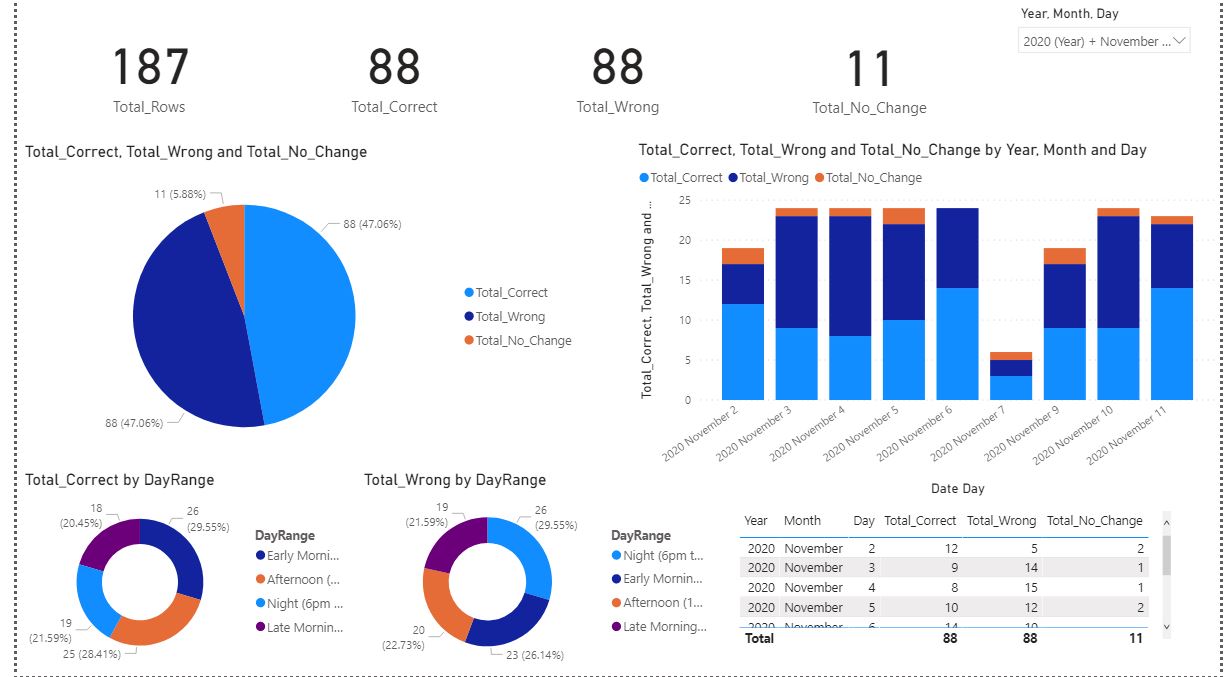 Year, Month, Day
2020 (Year) + November ...
187
Total_Rows
88
Total_Correct
88
Total_Wrong
11
Total_No_Change
Total_Correct, Total_Wrong and Total_No_Change
11 (5.88%)
88 (47.06%)
88 (47.06%)
Total_Correct
Total_Wrong
Total_No_Change
Total_Correct, Total_Wrong and Total_No_Change by Year, Month and Day
Total_Correct Total_Wrong Total_No_Change
Total_Correct, Total_Wrong and ...
25
20
15
10
5
0
2020 November 2
2020 November 3
2020 November 4
2020 November 5
2020 November 6
2020 November 7
2020 November 9
2020 November 10
2020 November 11
Total_Correct by DayRange
18
(20.45%)
26
(29.55%)
19
(21.59%)
25 (28.41%)
DayRange
Early Morni...
Afternoon (...
Night (6pm ...
Late Mornin...
Total_Wrong by DayRange
19
(21.59%)
26
(29.55%)
20
(22.73%)
23 (26.14%)
DayRange
Night (6pm t...
Early Mornin...
Afternoon (1...
Late Morning...
Date Day
Year Month Day Total_Correct Total_Wrong Total_No_Change
2020 November 2 12 5 2
2020 November 3 9 14 1
2020 November 4 8 15 1
2020 November 5 10 12 2
2020 November 6 14 10
Total 88 88 11